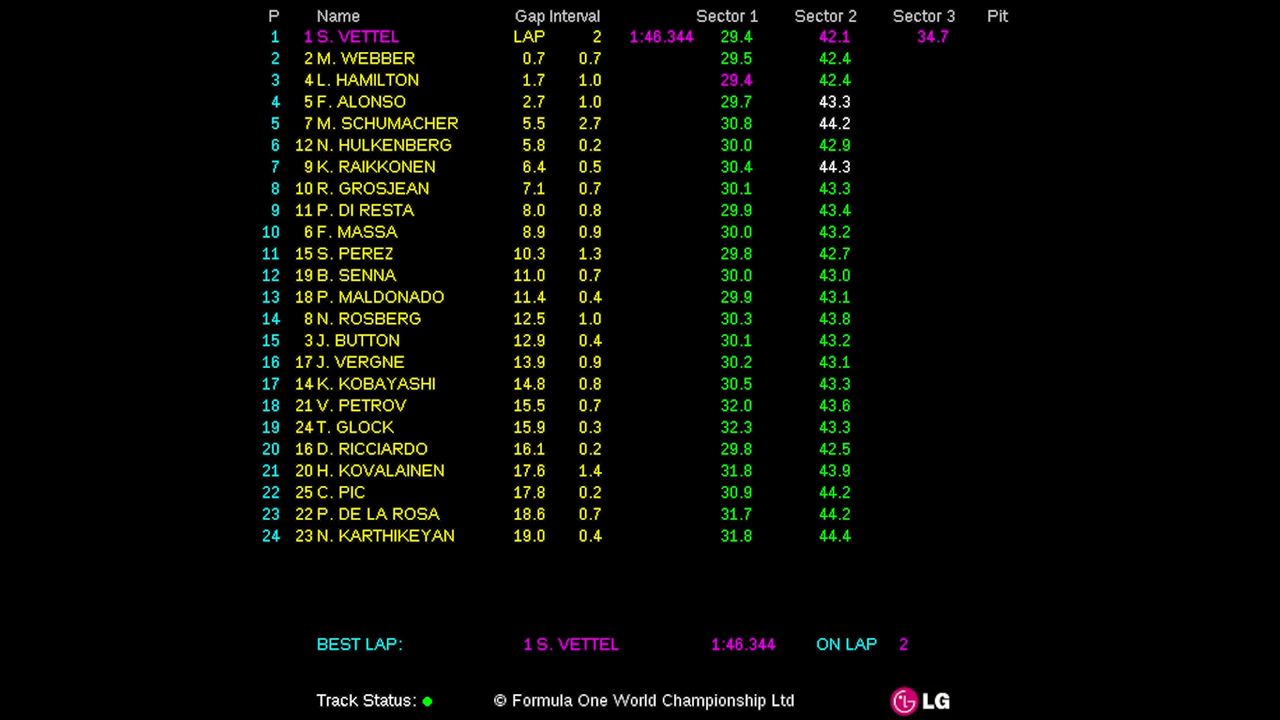 P Name Gap Interval Sector 1 Sector 2 Sector 3 Pit
1 1 S. VETTEL LAP 2 1:46.344 29.4 42.1 34.7
2 2 M. WEBBER 0.7 0.7 29.5 42.4
3 4 L. HAMILTON 1.7 1.0 29.4 42.4
4 5 F. ALONSO 2.7 1.0 29.7 43.3
5 7 M. SCHUMACHER 5.5 2.7 30.8 44.2
6 12 N. HULKENBERG 5.8 0.2 30.0 42.9
7 9 K. RAIKKONEN 6.4 0.5 30.4 44.3
8 10 R. GROSJEAN 7.1 0.7 30.1 43.3
9 11 P. DI RESTA 8.0 0.8 29.9 43.4
10 6 F. MASSA 8.9 0.9 30.0 43.2
11 15 S. PEREZ 10.3 1.3 29.8 42.7
12 19 B. SENNA 11.0 0.7 30.0 43.0
13 18 P. MALDONADO 11.4 0.4 29.9 43.1
14 8 N. ROSBERG 12.5 1.0 30.3 43.8
15 3 J. BUTTON 12.9 0.4 30.1 43.2
16 17 J. VERGNE 13.9 0.9 30.2 43.1
17 14 K. KOBAYASHI 14.8 0.8 30.5 43.3
18 21 V. PETROV 15.5 0.7 32.0 43.6
19 24 T. GLOCK 15.9 0.3 32.3 43.3
20 16 D. RICCIARDO 16.1 0.2 29.8 42.5
21 20 H. KOVALAINEN 17.6 1.4 31.8 43.9
22 25 C. PIC 17.8 0.2 30.9 44.2
23 22 P. DE LA ROSA 18.6 0.7 31.7 44.2
24 23 N. KARTHIKEYAN 19.0 0.4 31.8 44.4
BEST LAP: 1 S. VETTEL 1:46.344 ON LAP 2
Track Status: © Formula One World Championship Ltd LG